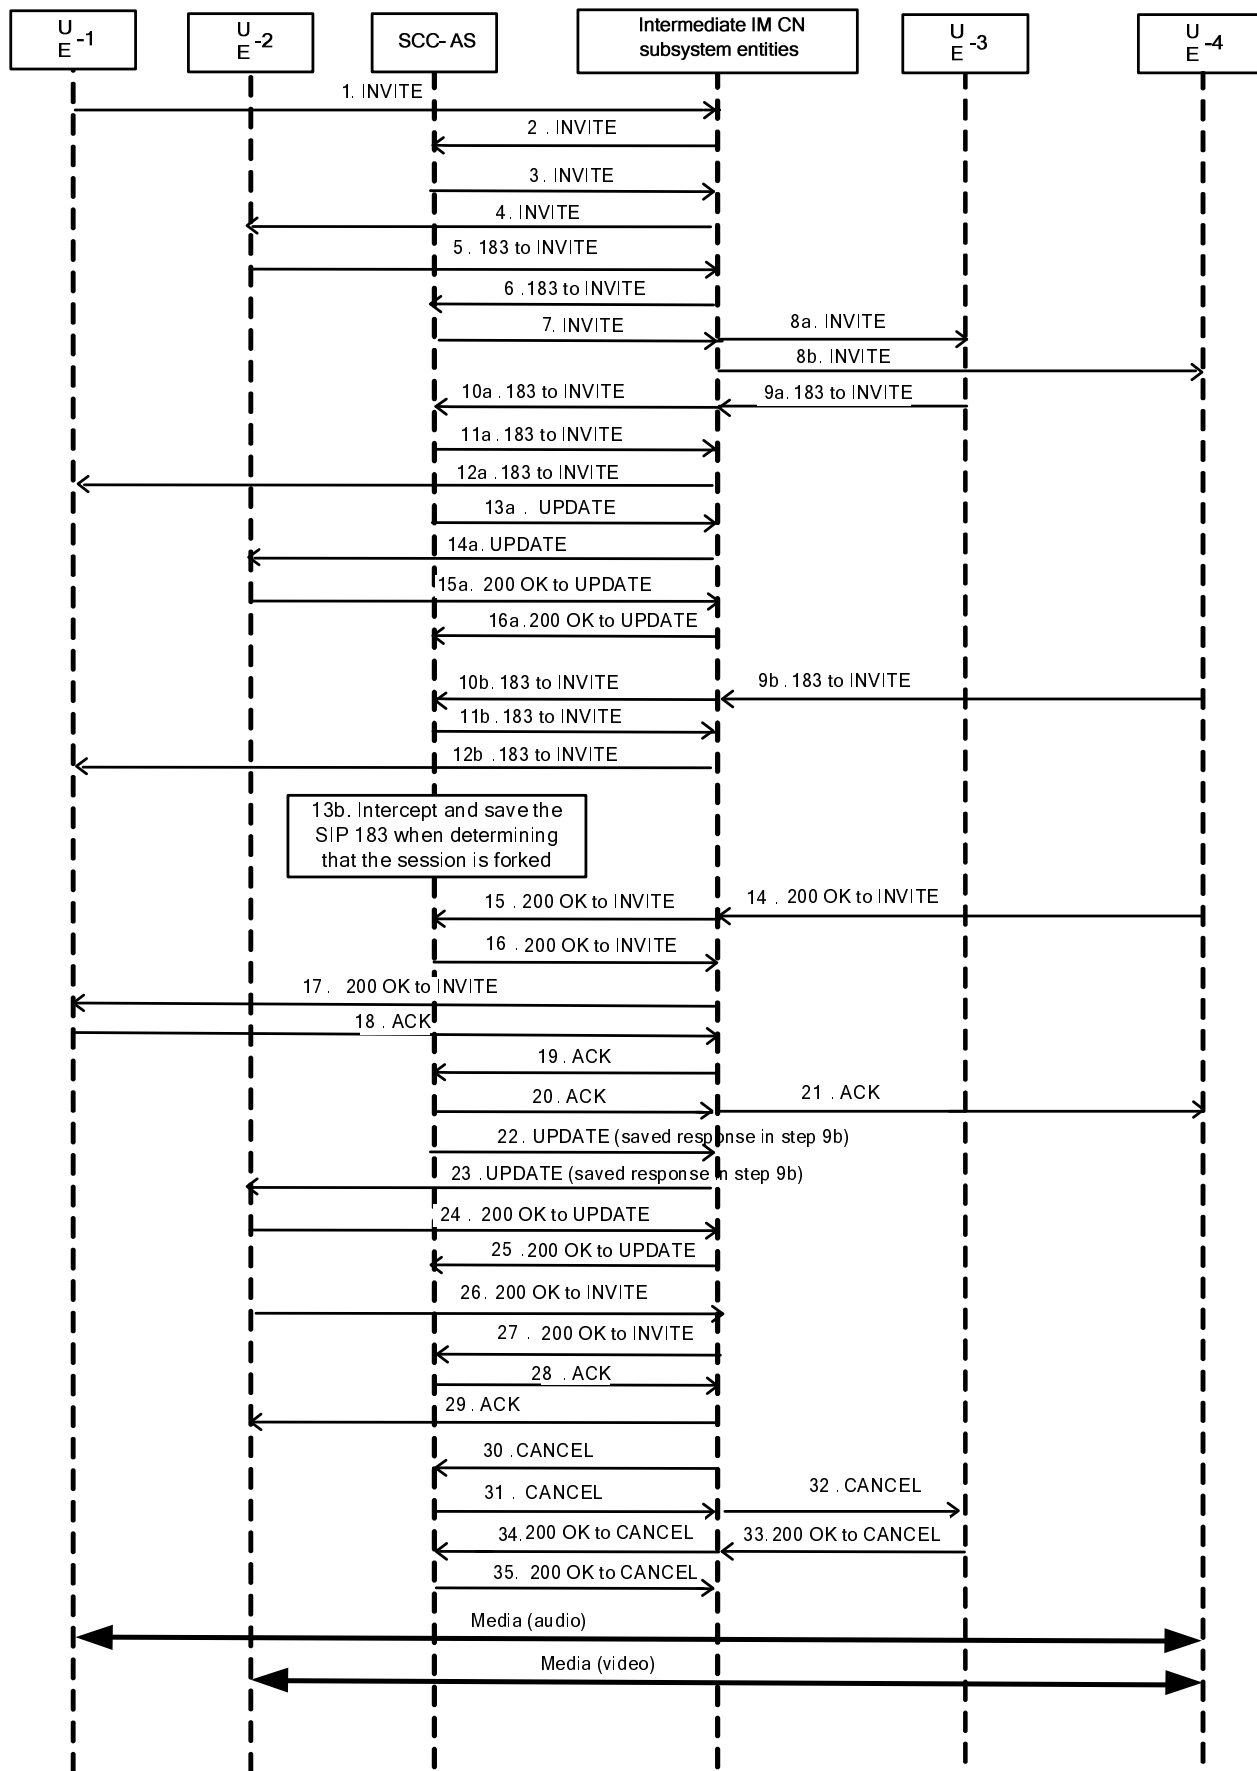 U
E -1
U
E -2
SCC- AS
Intermediate IM CN
subsystem entities
U
E -3
U
E -4
1. INVITE
2 . INVITE
3 . INVITE
4. INVITE
5 . 183 to INVITE
6 .183 to INVITE
7. INVITE
8a. INVITE
8b. INVITE
10a .183 to INVITE
9a. 183 to INVITE
11a .183 to INVITE
12a .183 to INVITE
13a . UPDATE
14a. UPDATE
15a. 200 OK to UPDATE
16a .200 OK to UPDATE
10b. 183 to INVITE
9b .183 to INVITE
11b .183 to INVITE
12b .183 to INVITE
13b. Intercept and save the
SIP 183 when determining
that the session is forked
15 . 200 OK to INVITE
14 . 200 OK to INVITE
16 . 200 OK to INVITE
17 . 200 OK to INVITE
18 . ACK
19 . ACK
20 . ACK
21 . ACK
22 . UPDATE (saved response in step 9b)
23 . UPDATE (saved response in step 9b)
24 . 200 OK to UPDATE
25 . 200 OK to UPDATE
26 . 200 OK to INVITE
27 . 200 OK to INVITE
28 . ACK
29 . ACK
30 . CANCEL
31 . CANCEL
32 . CANCEL
34. 200 OK to CANCEL
33. 200 OK to CANCEL
35. 200 OK to CANCEL
Media (audio)
Media (video)